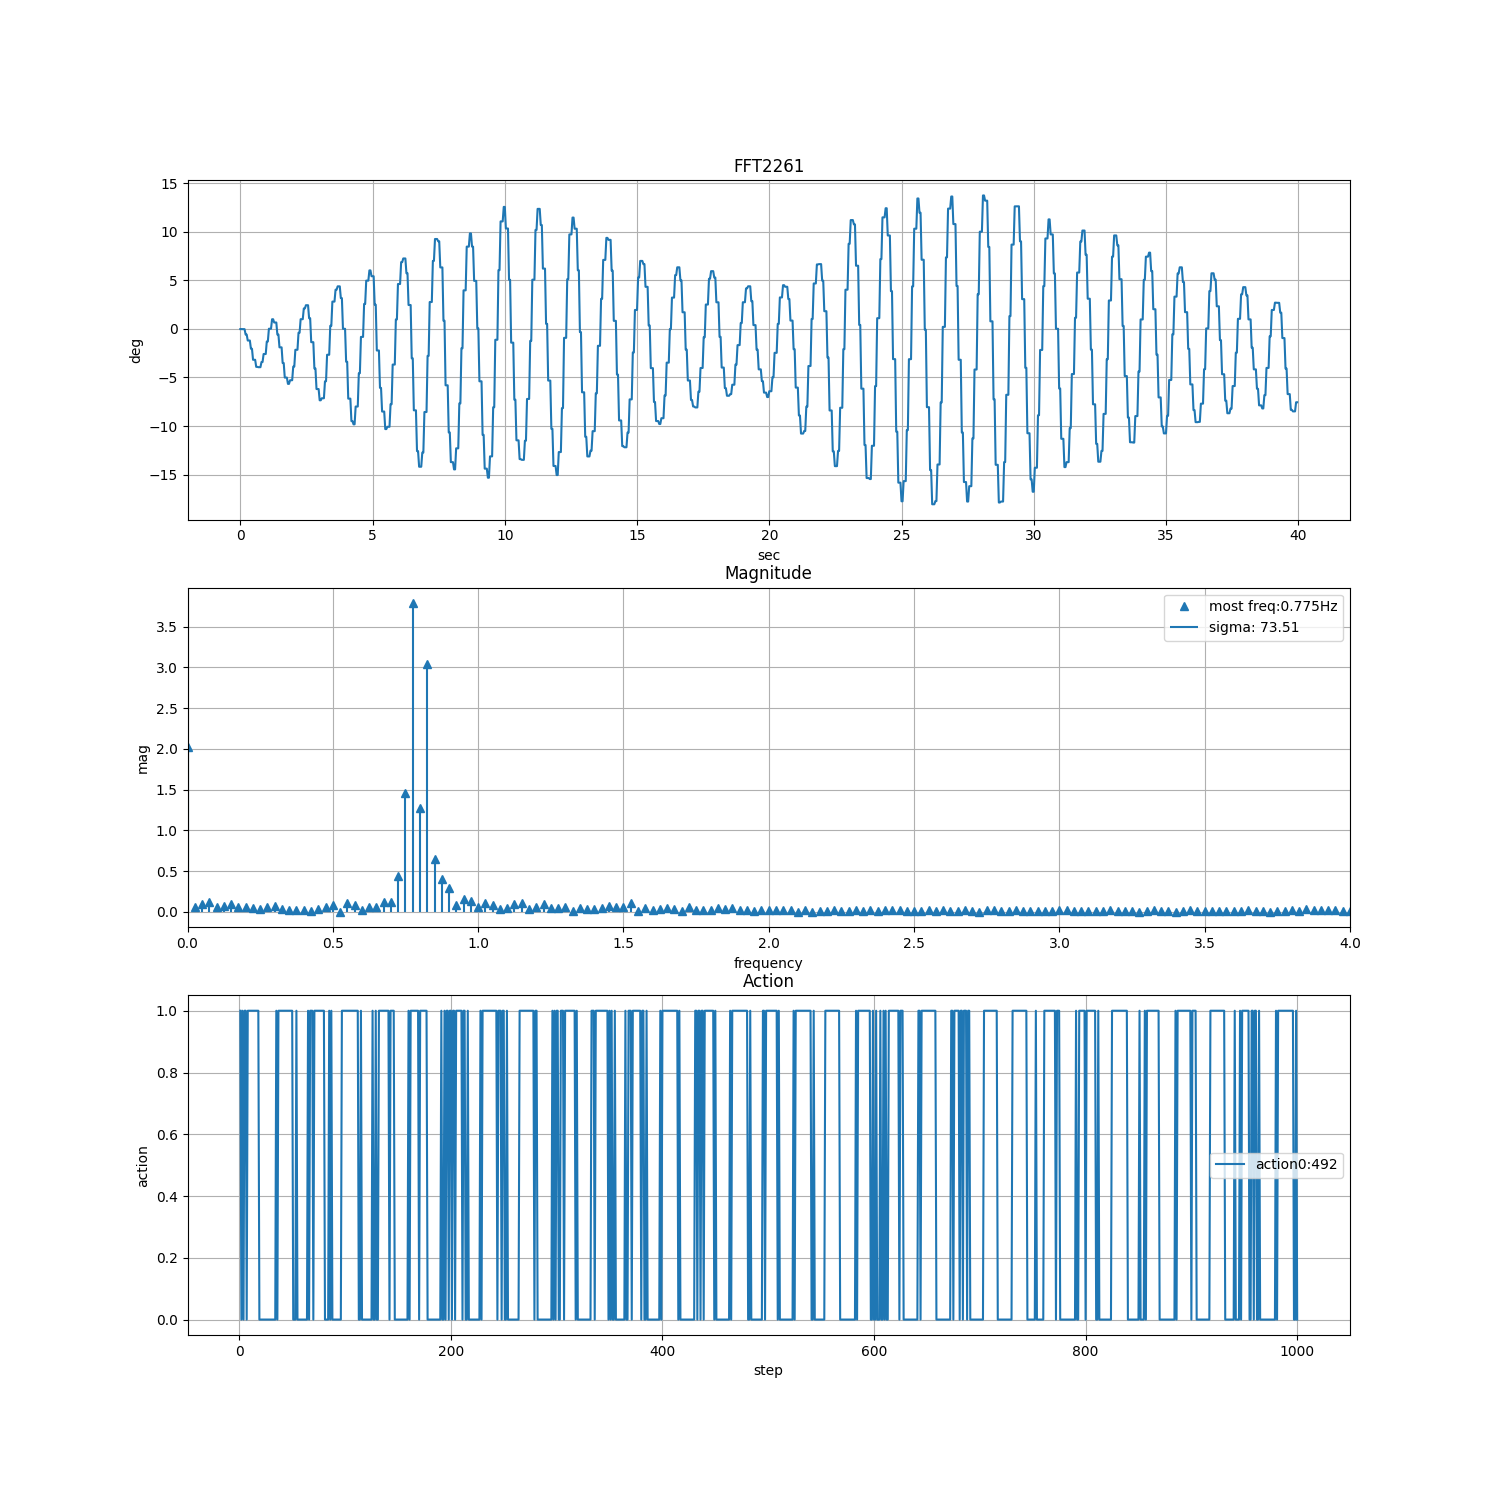 FFT2261
15
10
5
0
−5
−10
−15
deg
0 5 10 15 20 25 30 35 40
sec
Magnitude
most freq:0.775Hz
sigma: 73.51
3.5
3.0
2.5
2.0
1.5
1.0
0.5
0.0
mag
0.0 0.5 1.0 1.5 2.0 2.5 3.0 3.5 4.0
frequency
Action
1.0
0.8
0.6
0.4
0.2
0.0
action
action0:492
0 200 400 600 800 1000
step